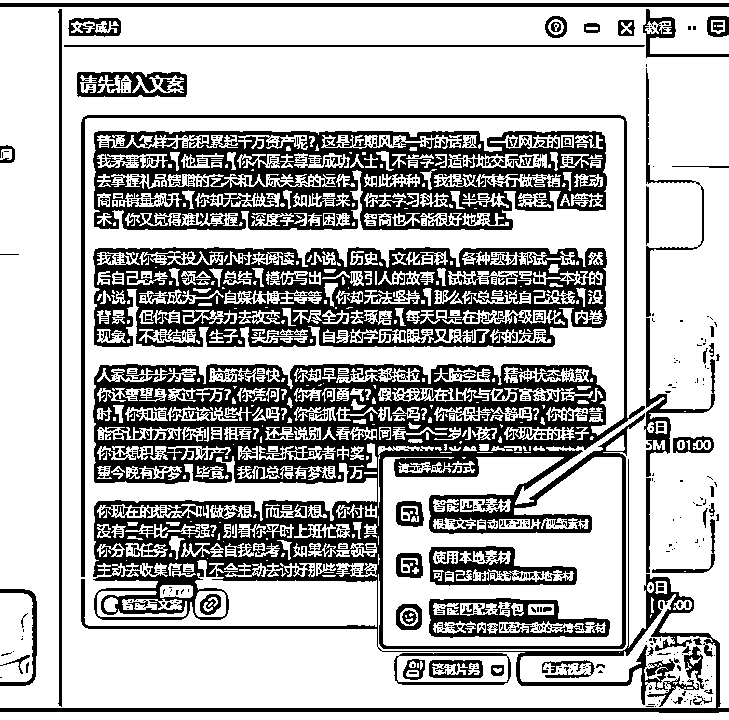 文字成片
教程
请先输入文案
普通人怎样才能积累起千万资产呢？这是近期风靡一时的话题，一位网友的回答让
我茅塞顿开，他直言，你不愿去尊重成功人士，不肯学习适时地交际应酬，更不肯
去掌握礼品馈赠的艺术和人际关系的运作，如此种种，我提议你转行做营销，推动
商品销量飙升，你却无法做到，如此看来，你去学习科技、半导体、编程、AI等技
术，你又觉得难以掌握，深度学习有困难，智商也不能很好地跟上。
我建议你每天投入两小时来阅读，小说、历史、文化百科，各种题材都试一试，然
后自己思考、领会、总结，模仿写出一个吸引人的故事，试试看能否写出一本好的
小说，或者成为一个自媒体博主等等，你却无法坚持，那么你总是说自己没钱，没
背景，但你自己不努力去改变，不尽全力去琢磨，每天只是在抱怨阶级固化、内卷
现象，不想结婚、生子、买房等等，自身的学历和眼界又限制了你的发展。
人家是步步为营，脑筋转得快，你却早晨起床都拖拉，大脑空虚，精神状态懒散，
你还奢望身家过千万？你凭何？你有何勇气？假设我现在让你与亿万富翁对话一小
时，你知道你应该说些什么吗？你能抓住一个机会吗？你能保持冷静吗？你的智慧
能否让对方对你刮目相看？还是说别人看你如同看一个三岁小孩？你现在的样子，
你还想积累千万财产？除非是拆迁或者中奖，
望今晚有好梦，毕竟，我们总得有梦想，万一
你现在的想法不叫做梦想，而是幻想，你付出
没有一年比一年强？别看你平时上班忙碌，其
你分配任务，从不会自我思考，如果你是领导
主动去收集信息，不会主动去讨好那些掌握资
请选择成片方式
智能匹配素材
根据文字自动匹配图片/视频素材
使用本地素材
可自己到时间线添加本地素材
智能匹配表情包
根据文字内容匹配有趣的表情包素材
智能写文案
译制片男
生成视频
6日
5M 01:00
0日